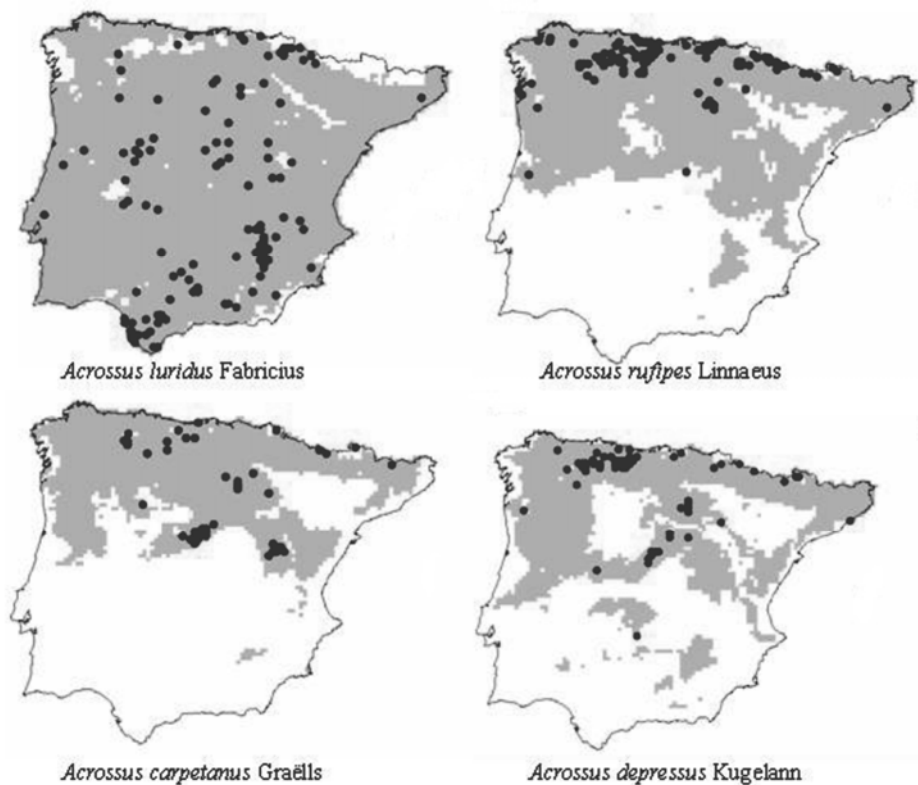 Acrossus luridus Fabricius
Acrossus rufipes Linnaeus
Acrossus carpetanus Graëlls
Acrossus depressus Kugelann